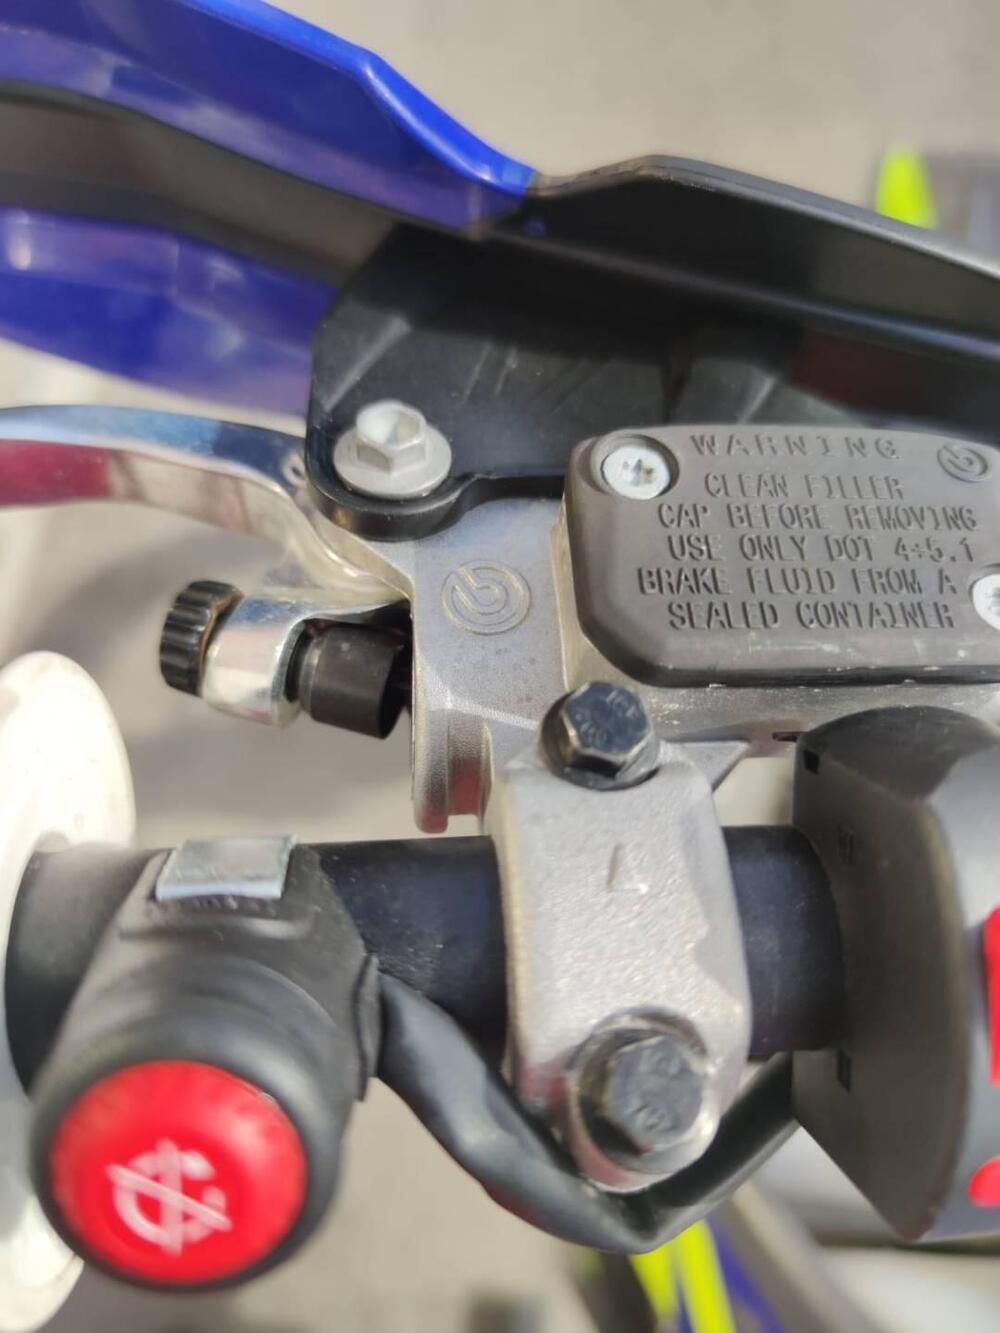 WARNING
CLEAN FILLER
CAP BEFORE REMOVING
USE ONLY DOT 4÷5.1
BRAKE FLUID FROM A
SEALED CONTAINER
L